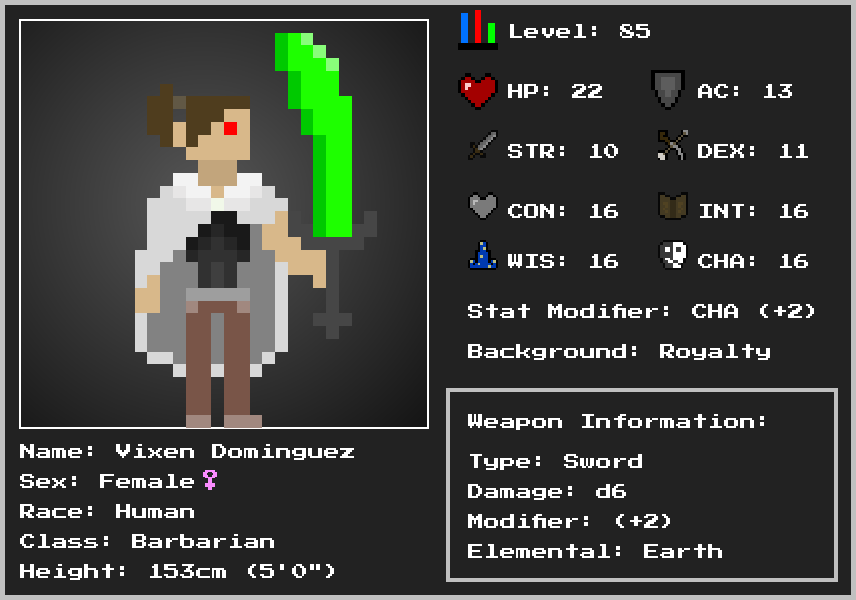 Level: 85
HP: 22
AC: 13
STR: 10
DEX: 11
CON: 16
INT: 16
WIS: 16
CHA: 16
Stat Modifier: CHA (+2)
Background: Royalty
Weapon Information:
Type: Sword
Damage: d6
Modifier: (+2)
Elemental: Earth
Name: Vixen Dominguez
Sex: Female♀
Race: Human
Class: Barbarian
Height: 153cm (5'0")